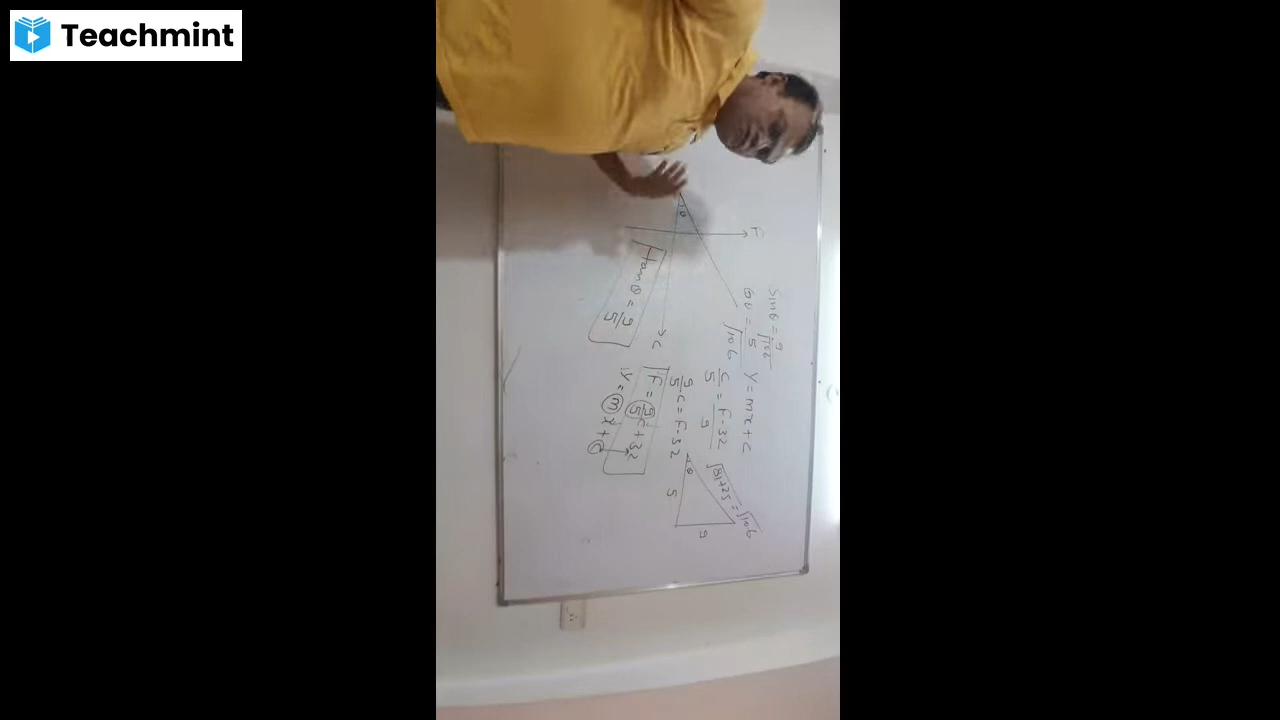 Teachmint
F
θ
C
tanθ = 9/5
sinθ = 9/√106
= 5/√106
y = mx + c
C/5 = F-32/9
9/5 C = F-32
F = 9/5 C + 32
y = mx + c
√81+25 = √106
θ
5
9